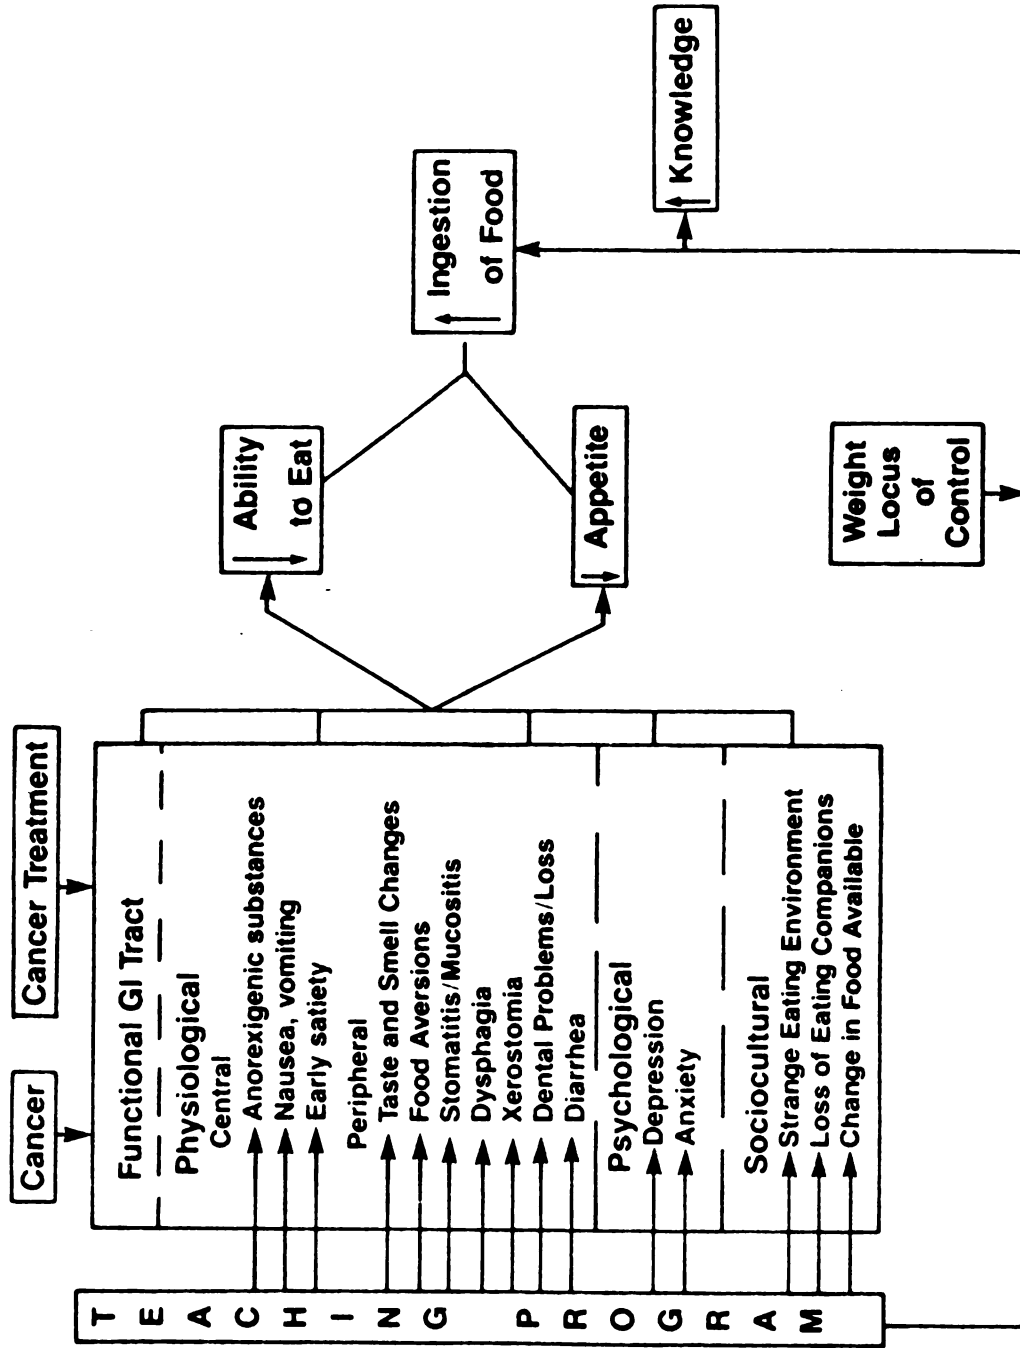 Cancer
Cancer Treatment
TEACHING PROGRAM
Functional GI Tract
Physiological
Central
Anorexigenic substances
Nausea, vomiting
Early satiety
Peripheral
Taste and Smell Changes
Food Aversions
Stomatitis/Mucositis
Dysphagia
Xerostomia
Dental Problems/Loss
Diarrhea
Psychological
Depression
Anxiety
Sociocultural
Strange Eating Environment
Loss of Eating Companions
Change in Food Available
Ability
to Eat
Appetite
Ingestion
of Food
Knowledge
Weight
Locus
of
Control